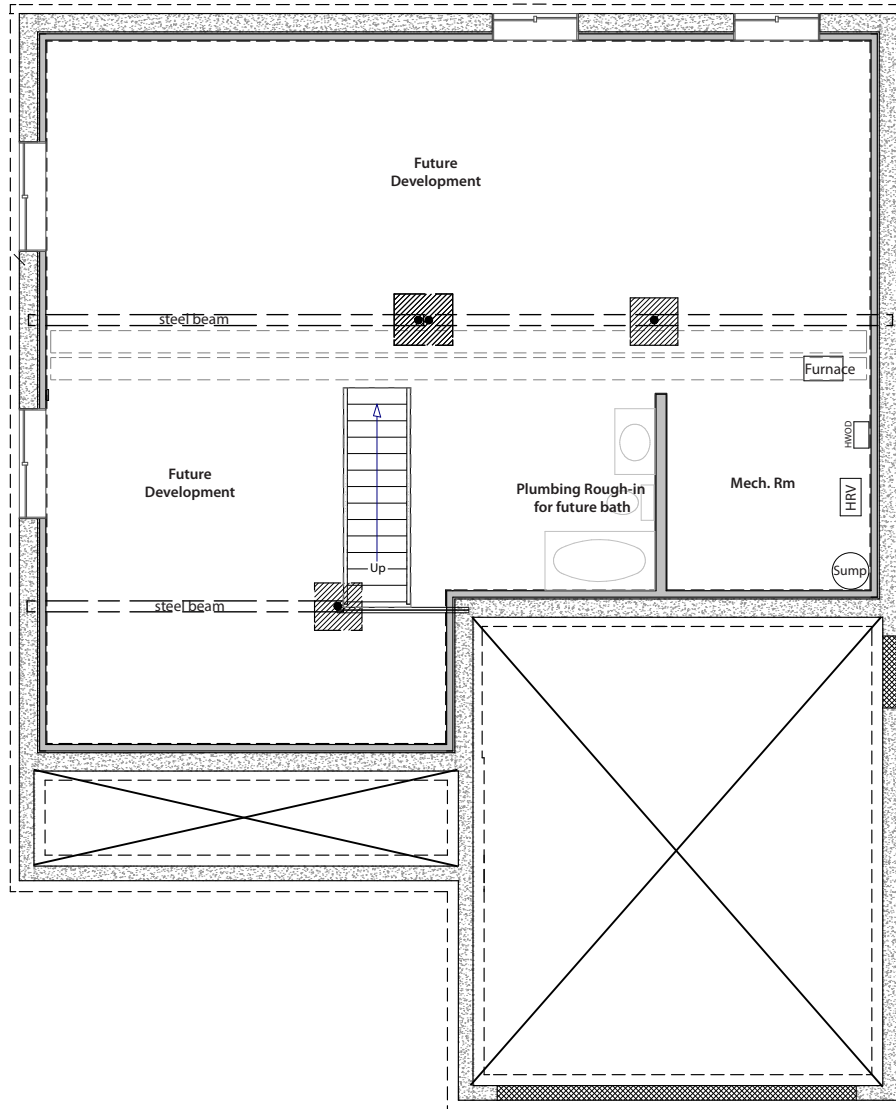 Future
Development
steel beam
Furnace
HWOD
Future
Development
Plumbing Rough-in
for future bath
Mech. Rm
HRV
Up
Sump
steel beam